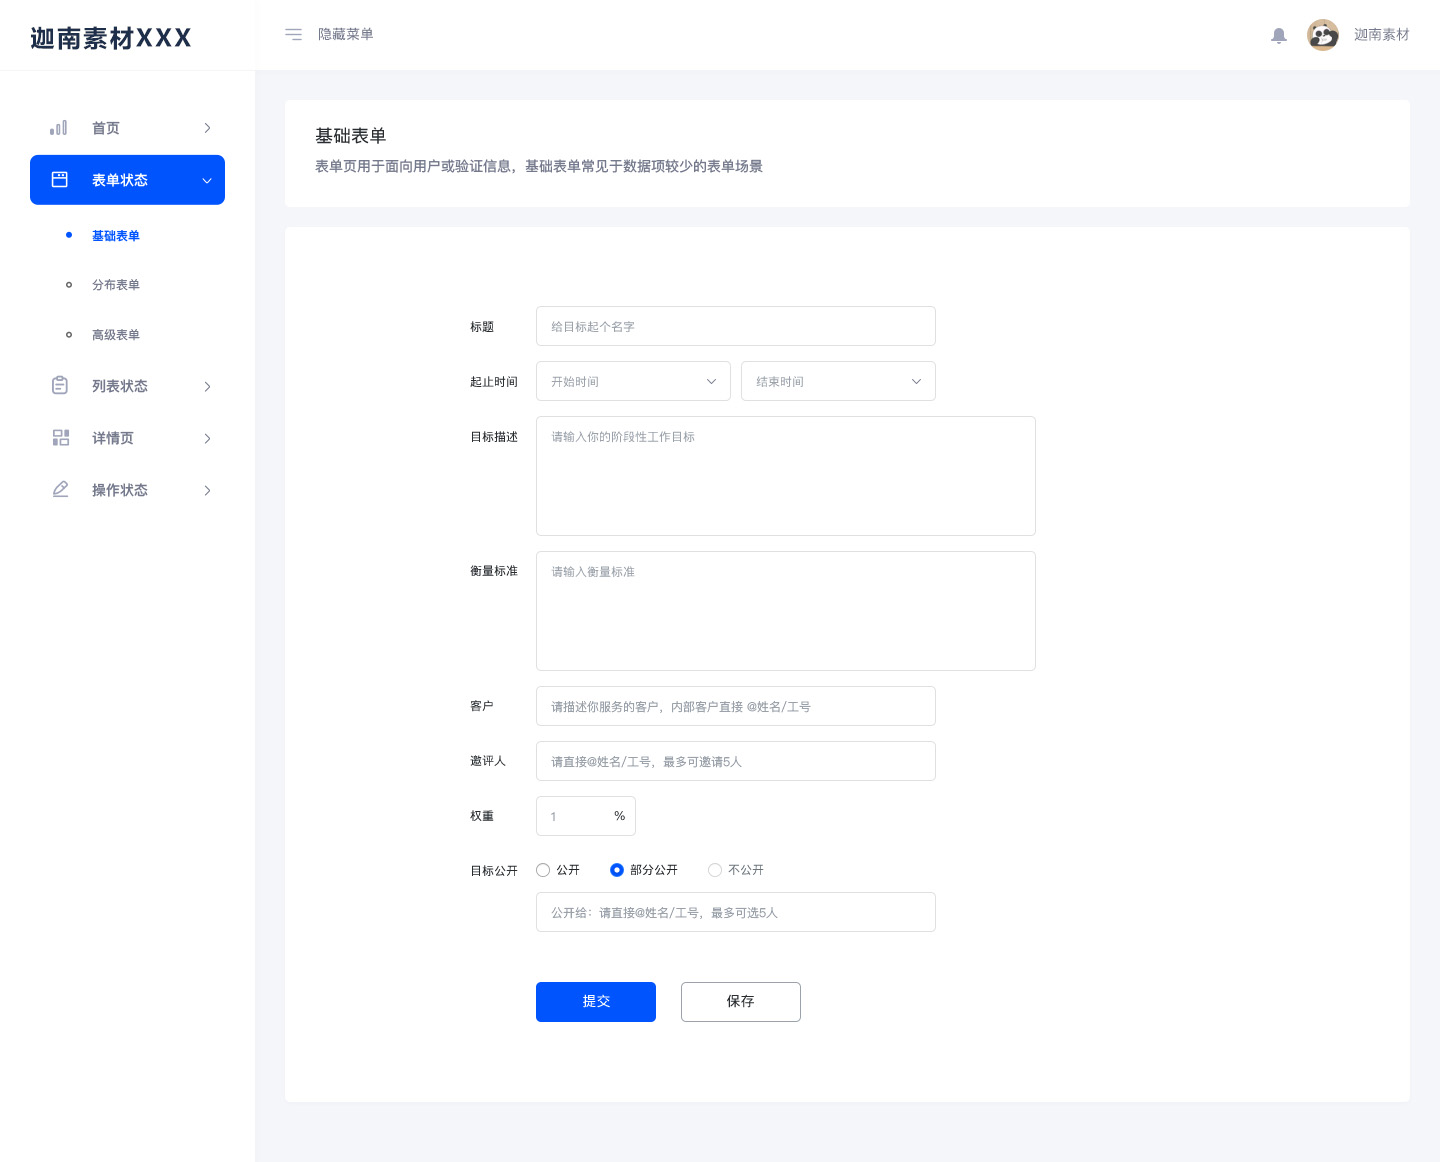 迦南素材XXX
隐藏菜单
迦南素材
首页
表单状态
基础表单
分布表单
高级表单
列表状态
详情页
操作状态
基础表单
表单页用于面向用户或验证信息，基础表单常见于数据项较少的表单场景
标题
给目标起个名字
起止时间
开始时间
结束时间
目标描述
请输入你的阶段性工作目标
衡量标准
请输入衡量标准
客户
请描述你服务的客户，内部客户直接 @姓名/工号
邀评人
请直接@姓名/工号，最多可邀请5人
权重
1 %
目标公开
公开
部分公开
不公开
公开给：请直接@姓名/工号，最多可选5人
提交
保存